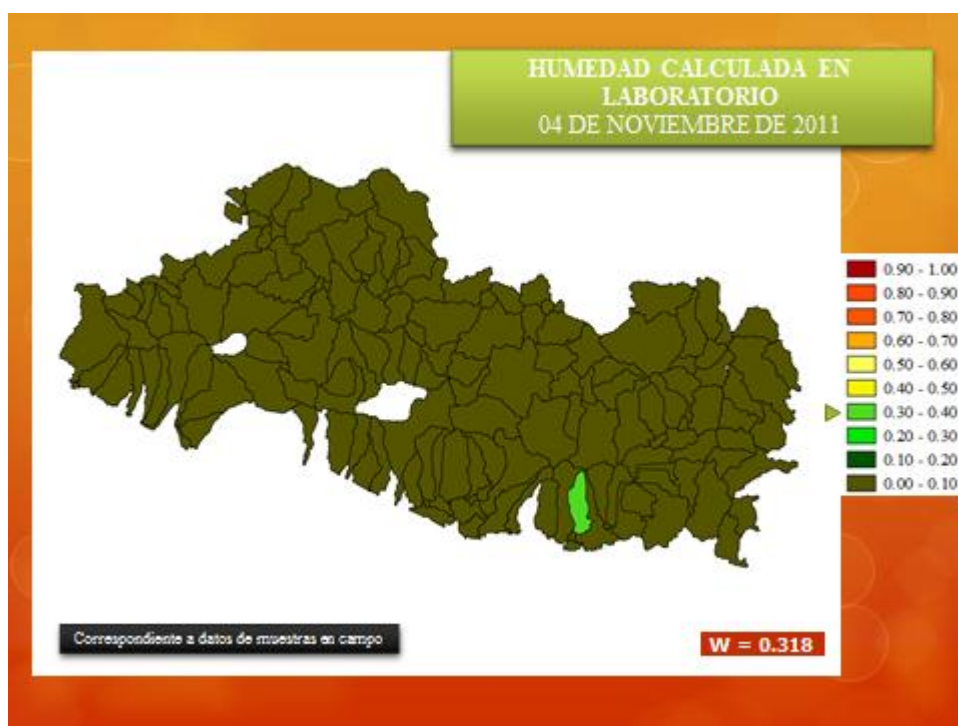 HUMEDAD CALCULADA EN
LABORATORIO
04 DE NOVIEMBRE DE 2011
0.90 - 1.00
0.80 - 0.90
0.70 - 0.80
0.60 - 0.70
0.50 - 0.60
0.40 - 0.50
0.30 - 0.40
0.20 - 0.30
0.10 - 0.20
0.00 - 0.10
Correspondiente a datos de muestras en campo
W = 0.318